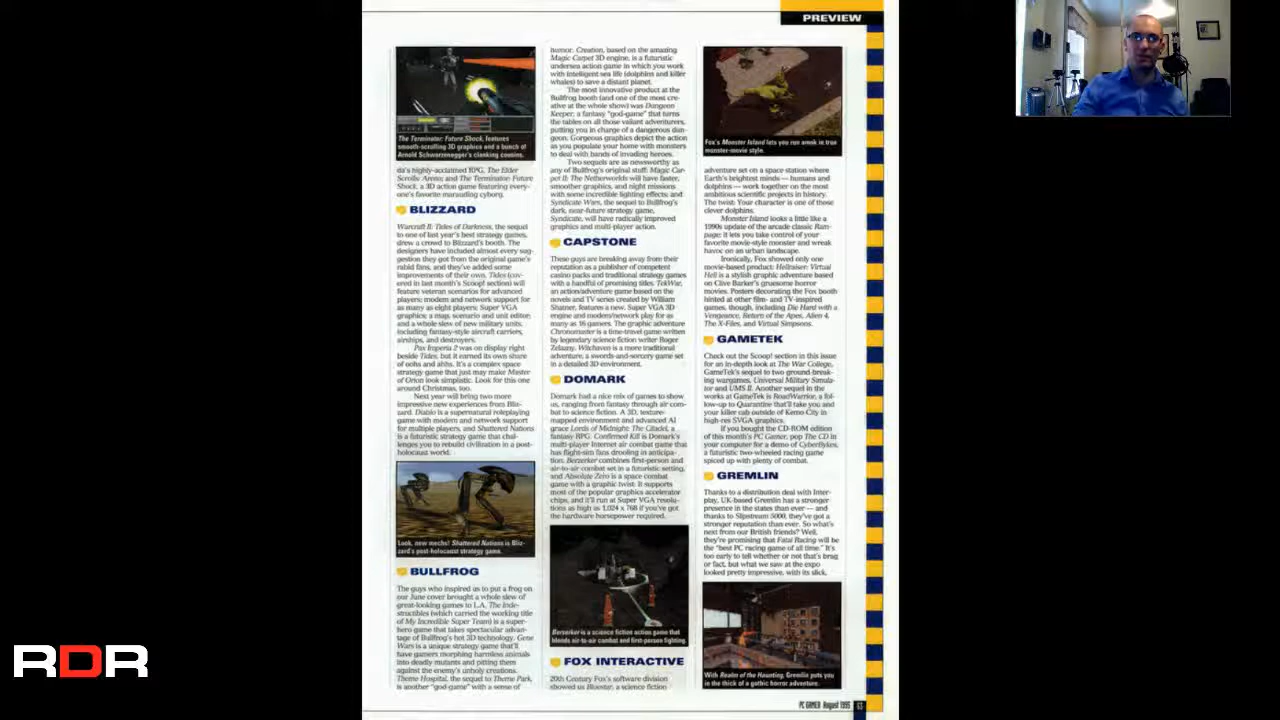 PREVIEW
The Terminator: Future Shock, features
smooth-scrolling 3D graphics and a bunch of
Arnold Schwarzenegger's clanking cousins.
da's highly-acclaimed RPG, The Elder
Scrolls: Arena; and The Terminator: Future
Shock, a 3D action game featuring every-
one's favorite marauding cyborg.
BLIZZARD
Warcraft II: Tides of Darkness, the sequel
to one of last year's best strategy games,
drew a crowd to Blizzard's booth. The
designers have included almost every sug-
gestion they got from the original game's
rabid fans, and they've added some
improvements of their own. Tides (cov-
ered in last month's Scoop! section) will
feature veteran scenarios for advanced
players; modem and network support for
as many as eight players; Super VGA
graphics; a map, scenario and unit editor;
and a whole slew of new military units,
including fantasy-style aircraft carriers,
airships, and destroyers.
Pax Imperia 2 was on display right
beside Tides, but it earned its own share
of oohs and ahhs. It's a complex space
strategy game that just may make Master
of Orion look simplistic. Look for this one
around Christmas, too.
Next year will bring two more
impressive new experiences from Bliz-
zard. Diablo is a supernatural roleplaying
game with modem and network support
for multiple players, and Shattered Nations
is a futuristic strategy game that chal-
lenges you to rebuild civilization in a post-
holocaust world.
Look, new mechs! Shattered Nations is Bliz-
zard's post-holocaust strategy game.
BULLFROG
The guys who inspired us to put a frog on
our June cover brought a whole slew of
great-looking games to L.A. The Inde-
structibles (which carried the working title
of My Incredible Super Team) is a super-
hero game that takes spectacular advan-
tage of Bullfrog's hot 3D technology. Gene
Wars is a unique strategy game that'll
have gamers morphing harmless animals
into deadly mutants and pitting them
against the enemy's unholy creations.
Theme Hospital, the sequel to Theme Park,
is another "god-game" with a sense of
humor. Creation, based on the amazing
Magic Carpet 3D engine, is a futuristic
undersea action game in which you work
with intelligent sea life (dolphins and killer
whales) to save a distant planet.
The most innovative product at the
Bullfrog booth (and one of the most cre-
ative at the whole show) was Dungeon
Keeper, a fantasy "god-game" that turns
the tables on all those valiant adventurers,
putting you in charge of a dangerous dun-
geon. Gorgeous graphics depict the action
as you populate your home with monsters
to deal with bands of invading heroes.
Two sequels are as newsworthy as
any of Bullfrog's original stuff: Magic Car-
pet II: The Netherworlds will have faster,
smoother graphics, and night missions
with some incredible lighting effects; and
Syndicate Wars, the sequel to Bullfrog's
dark, near-future strategy game,
Syndicate, will have radically improved
graphics and multi-player action.
CAPSTONE
These guys are breaking away from their
reputation as a publisher of competent
casino packs and traditional strategy games
with a handful of promising titles. TekWar,
an action/adventure game based on the
novels and TV series created by William
Shatner, features a new, Super VGA 3D
engine and modem/network play for as
many as 16 gamers. The graphic adventure
Chronomaster is a time-travel game written
by legendary science fiction writer Roger
Zelazny. Witchaven is a more traditional
adventure, a swords-and-sorcery game set
in a detailed 3D environment.
DOMARK
Domark had a nice mix of games to show
us, ranging from fantasy through air com-
bat to science fiction. A 3D, texture-
mapped environment and advanced AI
grace Lords of Midnight: The Citadel, a
fantasy RPG. Confirmed Kill is Domark's
multi-player Internet air combat game that
has flight-sim fans drooling in anticipa-
tion. Berzerker combines first-person and
air-to-air combat set in a futuristic setting,
and Absolute Zero is a space combat
game with a graphic twist: It supports
most of the popular graphics accelerator
chips, and it'll run at Super VGA resolu-
tions as high as 1,024 x 768 if you've got
the hardware horsepower required.
Berserker is a science fiction action game that
blends air-to-air combat and first-person fighting.
FOX INTERACTIVE
20th Century Fox's software division
showed us Bluestar, a science fiction
Fox's Monster Island lets you run amok in true
monster-movie style.
adventure set on a space station where
Earth's brightest minds — humans and
dolphins — work together on the most
ambitious scientific projects in history.
The twist: Your character is one of those
clever dolphins.
Monster Island looks a little like a
1990s update of the arcade classic Ram-
page; it lets you take control of your
favorite movie-style monster and wreak
havoc on an urban landscape.
Ironically, Fox showed only one
movie-based product: Hellraiser: Virtual
Hell is a graphic adventure based
on Clive Barker's gruesome horror
movies. Posters decorating the Fox booth
hinted at other film- and TV-inspired
games, though, including Die Hard with a
Vengeance, Return of the Apes, Alien 4,
The X-Files, and Virtual Simpsons.
GAMETEK
Check out the Scoop! section in this issue
for an in-depth look at The War College,
GameTek's sequel to two ground-break-
ing wargames, Universal Military Simula-
tor and UMS II. Another sequel in the
works at GameTek is RoadWarrior, a fol-
low-up to Quarantine that'll take you and
your killer cab outside of Kemo City in
high-res SVGA graphics.
If you bought the CD-ROM edition
of this month's PC Gamer, pop The CD in
your computer for a demo of Cyberbykes,
a futuristic two-wheeled racing game
spiced up with plenty of combat.
GREMLIN
Thanks to a distribution deal with Inter-
play, UK-based Gremlin has a stronger
presence in the states than ever — and
thanks to Slipstream 5000, they've got a
stronger reputation than ever. So what's
next from our British friends? Well,
they're promising that Fatal Racing will be
the "best PC racing game of all time." It's
too early to tell whether or not that's brag
or fact, but what we saw at the expo
looked pretty impressive, with its slick,
With Realm of the Haunting, Gremlin puts you
in the thick of a gothic horror adventure.
PC GAMER August 1995 63
RDR